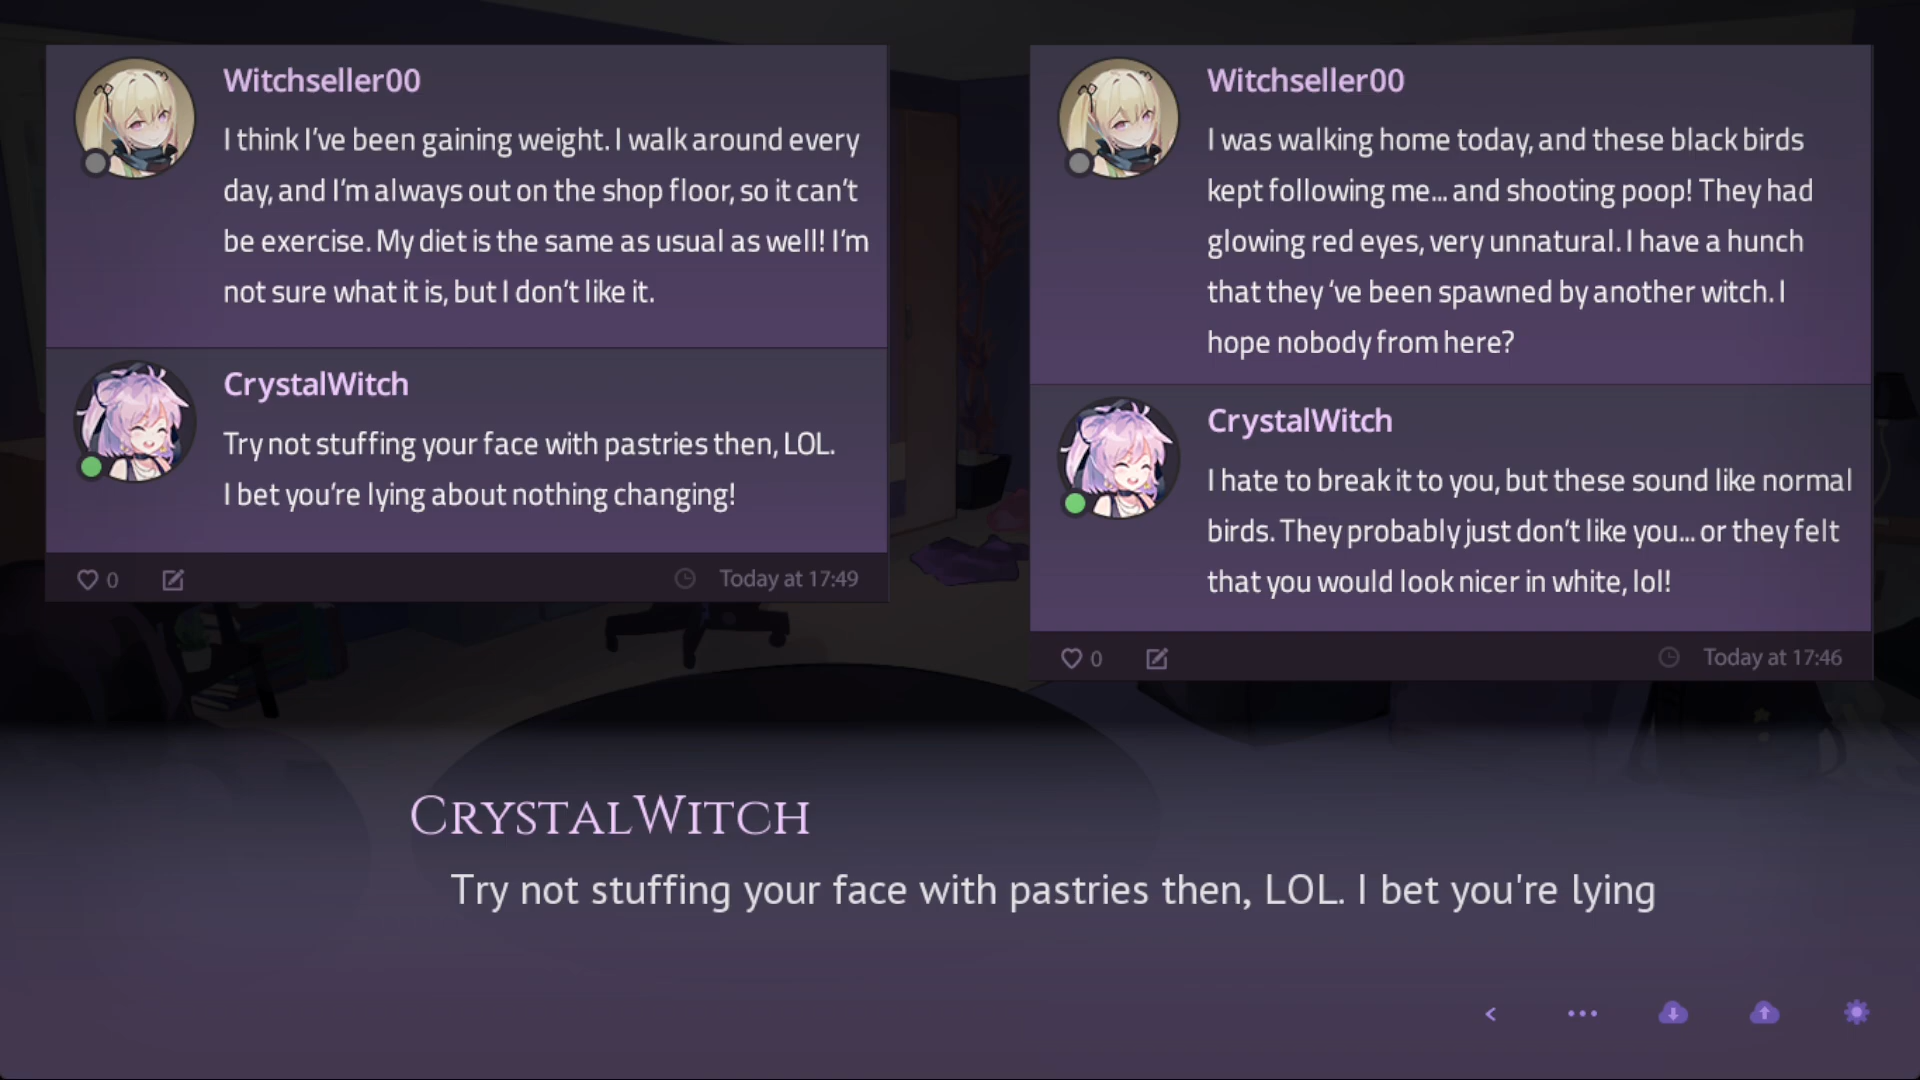 Witchseller00
I think I've been gaining weight. I walk around every
day, and I'm always out on the shop floor, so it can't
be exercise. My diet is the same as usual as well! I'm
not sure what it is, but I don't like it.
CrystalWitch
Try not stuffing your face with pastries then, LOL.
I bet you're lying about nothing changing!
0
Today at 17:49
Witchseller00
I was walking home today, and these black birds
kept following me... and shooting poop! They had
glowing red eyes, very unnatural. I have a hunch
that they ‘ve been spawned by another witch. I
hope nobody from here?
CrystalWitch
I hate to break it to you, but these sound like normal
birds. They probably just don't like you... or they felt
that you would look nicer in white, lol!
0
Today at 17:46
CrystalWitch
Try not stuffing your face with pastries then, LOL. I bet you're lying